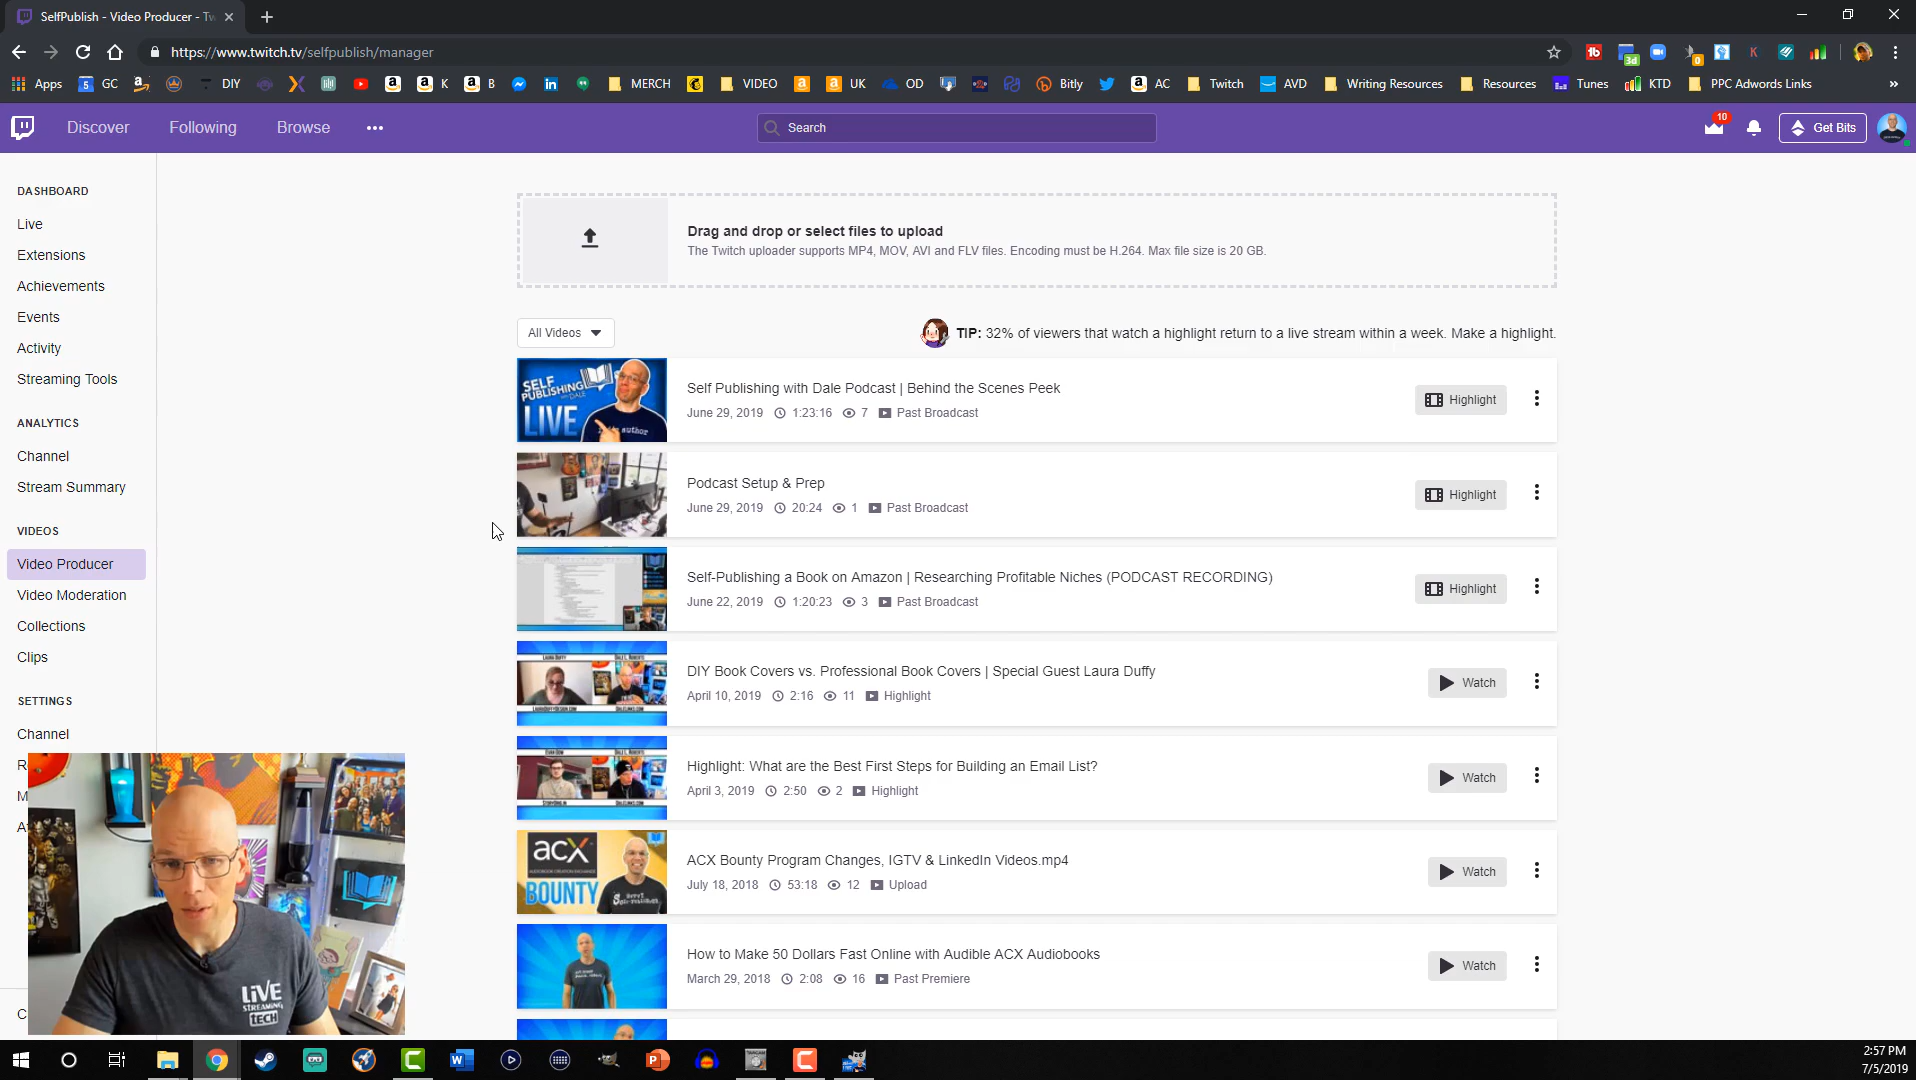 SelfPublish - Video Producer - Tw
https://www.twitch.tv/selfpublish/manager
3d
0
Apps
GC
DIY
K
B
MERCH
VIDEO
UK
OD
Bitly
AC
Twitch
AVD
Writing Resources
Resources
Tunes
KTD
PPC Adwords Links
»
Discover
Following
Browse
Search
10
Get Bits
DASHBOARD
Live
Extensions
Achievements
Events
Activity
Streaming Tools
ANALYTICS
Channel
Stream Summary
VIDEOS
Video Producer
Video Moderation
Collections
Clips
SETTINGS
Channel
Drag and drop or select files to upload
The Twitch uploader supports MP4, MOV, AVI and FLV files. Encoding must be H.264. Max file size is 20 GB.
All Videos
TIP: 32% of viewers that watch a highlight return to a live stream within a week. Make a highlight.
SELF
PUBLISHING
LIVE
author
Self Publishing with Dale Podcast | Behind the Scenes Peek
June 29, 2019 1:23:16 7 Past Broadcast
Highlight
Podcast Setup & Prep
June 29, 2019 20:24 1 Past Broadcast
Highlight
Self-Publishing a Book on Amazon | Researching Profitable Niches (PODCAST RECORDING)
June 22, 2019 1:20:23 3 Past Broadcast
Highlight
DIY Book Covers vs. Professional Book Covers | Special Guest Laura Duffy
April 10, 2019 2:16 11 Highlight
Watch
Highlight: What are the Best First Steps for Building an Email List?
April 3, 2019 2:50 2 Highlight
Watch
acx
BOUNTY
ACX Bounty Program Changes, IGTV & LinkedIn Videos.mp4
July 18, 2018 53:18 12 Upload
Watch
How to Make 50 Dollars Fast Online with Audible ACX Audiobooks
March 29, 2018 2:08 16 Past Premiere
Watch
LIVE
STREAMING
TECH
2:57 PM
7/5/2019